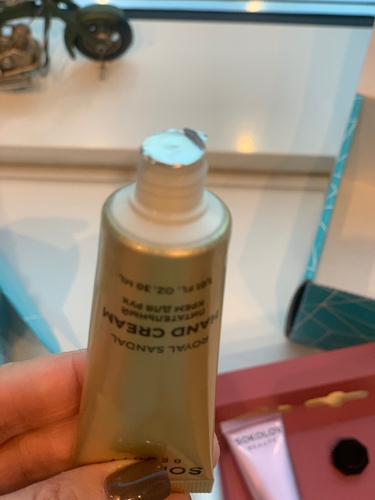 ROYAL SANDAL
HAND CREAM
ПИТАТЕЛЬНЫЙ
КРЕМ ДЛЯ РУК
1.01 FL. OZ. 30 ML
SOKOLOV